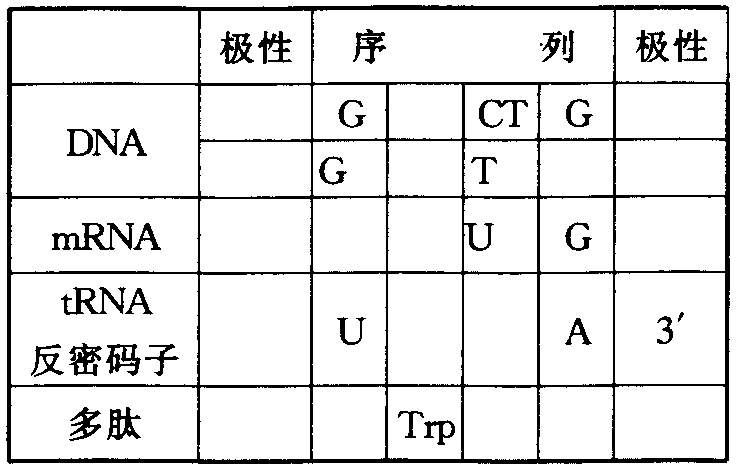 极性 序 列 极性
DNA
G CT G
G T
mRNA U G
tRNA
反密码子
U A 3′
多肽 Trp